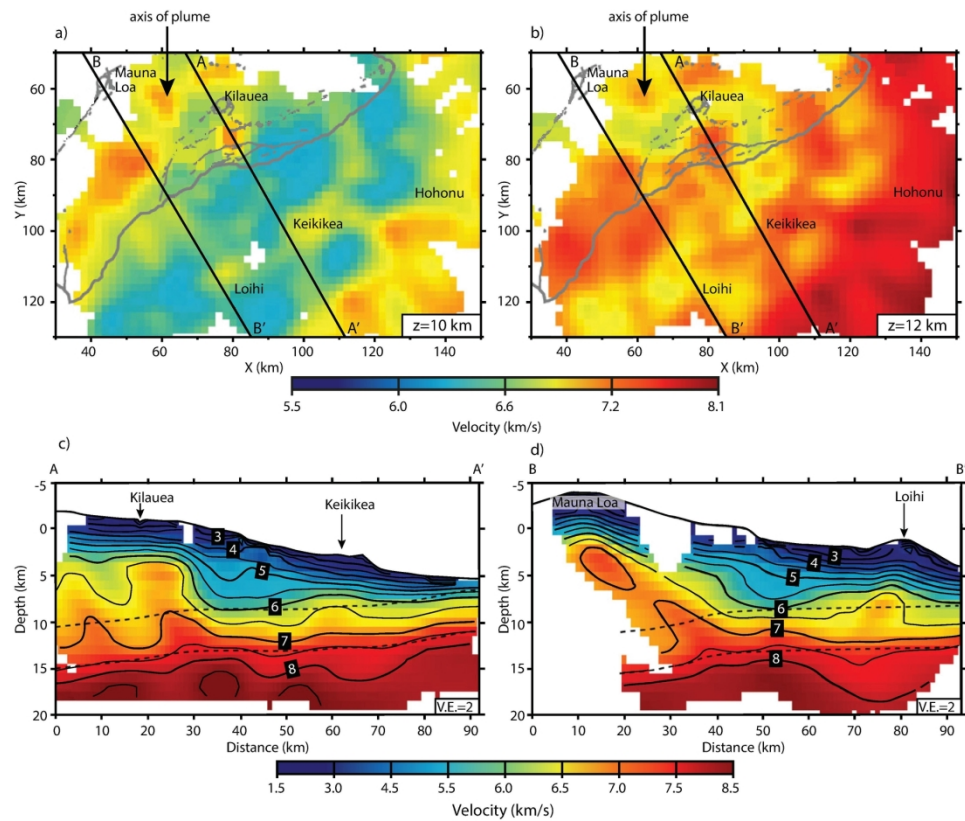 axis of plume
axis of plume
a)
b)
B
A
Mauna
Loa
Kilauea
Hohonu
Keikikea
Loihi
B'
A'
z=10 km
60
80
100
120
Y (km)
40
60
80
100
120
140
X (km)
B
A
Mauna
Loa
Kilauea
Hohonu
Keikikea
Loihi
B'
A'
z=12 km
60
80
100
120
40
60
80
100
120
140
X (km)
5.5
6.0
6.6
7.2
8.1
Velocity (km/s)
c)
A
A'
Kilauea
Keikikea
3
4
5
6
7
8
V.E.=2
-5
0
5
10
15
20
Depth (km)
0
10
20
30
40
50
60
70
80
90
Distance (km)
d)
B
B'
Mauna Loa
Loihi
3
4
5
6
7
8
V.E.=2
-5
0
5
10
15
20
Depth (km)
0
10
20
30
40
50
60
70
80
90
Distance (km)
1.5
3.0
4.5
5.5
6.0
6.5
7.0
7.5
8.5
Velocity (km/s)